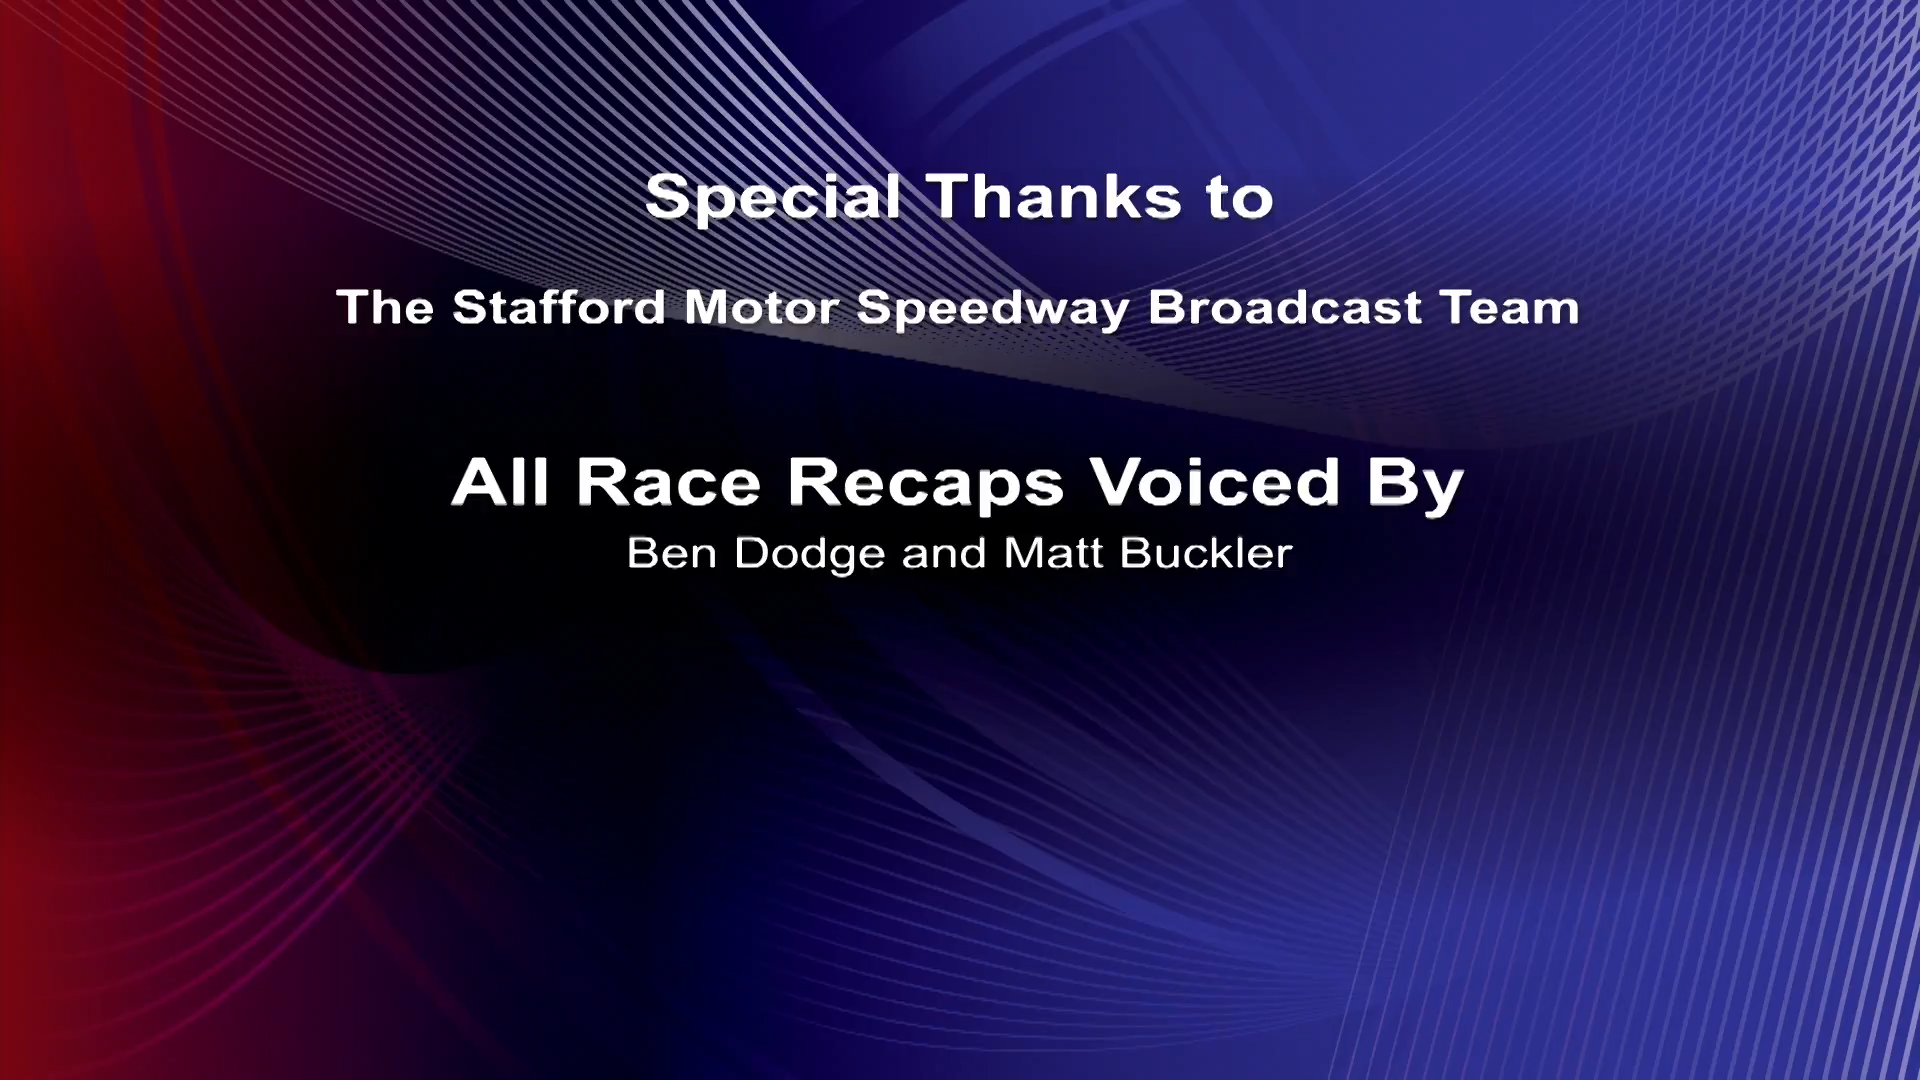 Special Thanks to
The Stafford Motor Speedway Broadcast Team
All Race Recaps Voiced By
Ben Dodge and Matt Buckler